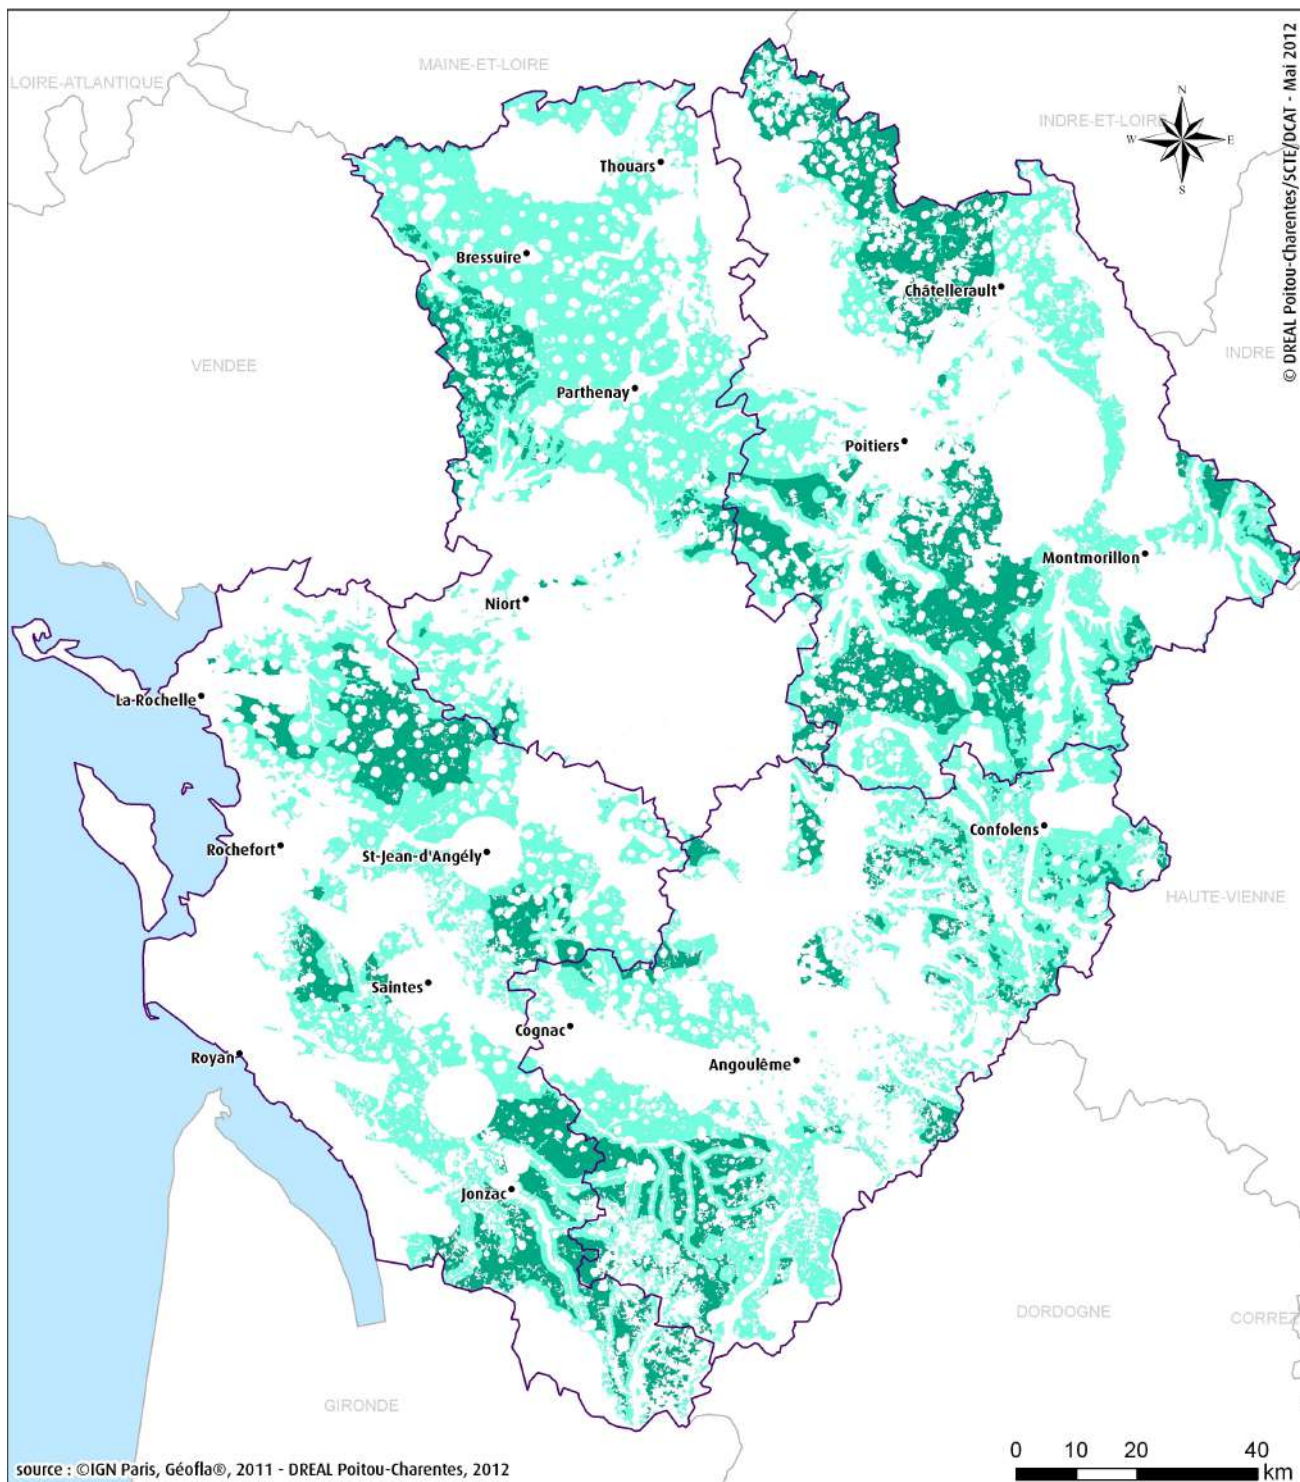 LOIRE-ATLANTIQUE
MAINE-ET-LOIRE
INDRE-ET-LOIRE
N
W
E
S
© DREAL Poitou-Charentes/SCTE/DCAT - Mai 2012
Thouars
Bressuire
Châtellerault
VENDEE
INDRE
Parthenay
Poitiers
Montmorillon
Niort
La-Rochelle
Confolens
Rochefort
St-Jean-d'Angély
HAUTE-VIENNE
Saintes
Cognac
Royan
Angoulême
Jonzac
DORDOGNE
CORREZ
GIRONDE
0 10 20 40
km
source : ©IGN Paris, Géofla®, 2011 - DREAL Poitou-Charentes, 2012